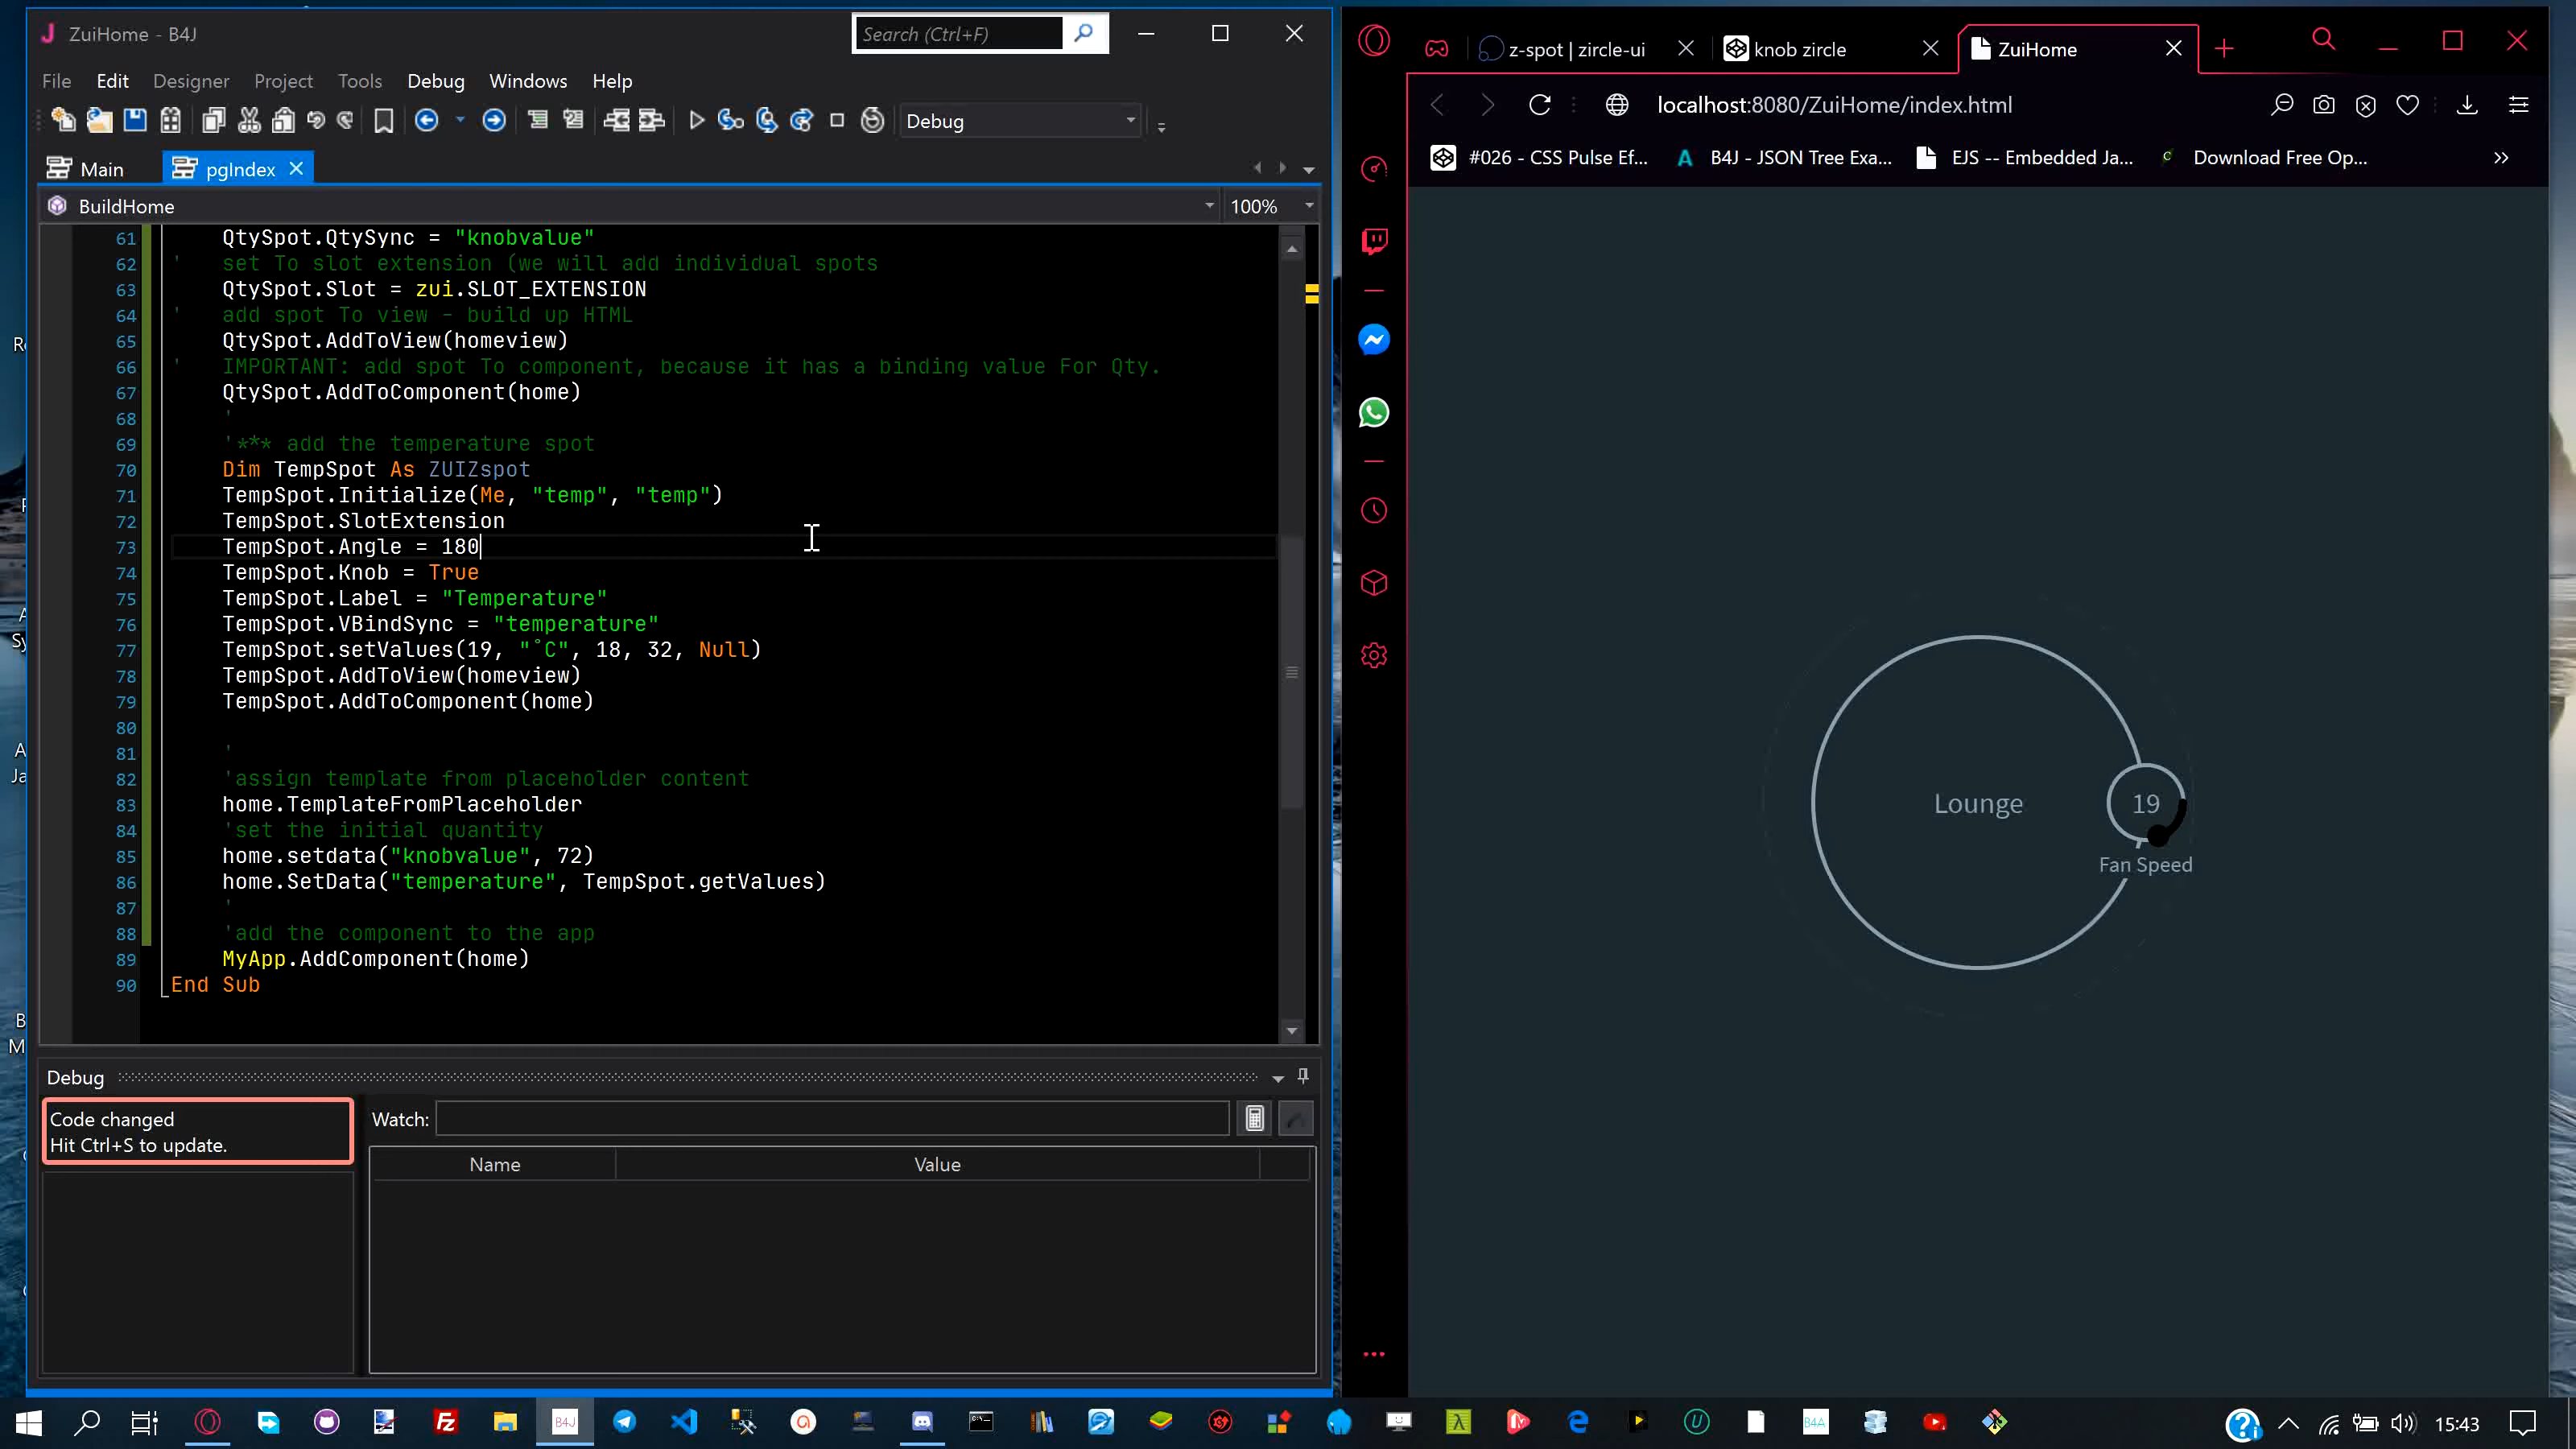 ZuiHome - B4J
Search (Ctrl+F)
File Edit Designer Project Tools Debug Windows Help
Debug
Main
pgIndex
BuildHome
100%
61 QtySpot.QtySync = "knobvalue"
62 ' set To slot extension (we will add individual spots
63 QtySpot.Slot = zui.SLOT_EXTENSION
64 ' add spot To view - build up HTML
65 QtySpot.AddToView(homeview)
66 ' IMPORTANT: add spot To component, because it has a binding value For Qty.
67 QtySpot.AddToComponent(home)
68 '
69 '*** add the temperature spot
70 Dim TempSpot As ZUIZspot
71 TempSpot.Initialize(Me, "temp", "temp")
72 TempSpot.SlotExtension
73 TempSpot.Angle = 180
74 TempSpot.Knob = True
75 TempSpot.Label = "Temperature"
76 TempSpot.VBindSync = "temperature"
77 TempSpot.setValues(19, "°C", 18, 32, Null)
78 TempSpot.AddToView(homeview)
79 TempSpot.AddToComponent(home)
80
81 '
82 'assign template from placeholder content
83 home.TemplateFromPlaceholder
84 'set the initial quantity
85 home.setdata("knobvalue", 72)
86 home.SetData("temperature", TempSpot.getValues)
87 '
88 'add the component to the app
89 MyApp.AddComponent(home)
90 End Sub
Debug
Code changed
Hit Ctrl+S to update.
Watch:
Name Value
z-spot | zircle-ui
knob zircle
ZuiHome
localhost:8080/ZuiHome/index.html
#026 - CSS Pulse Ef...
B4J - JSON Tree Exa...
EJS -- Embedded Ja...
Download Free Op...
Lounge
19
Fan Speed
B4J
B4A
15:43